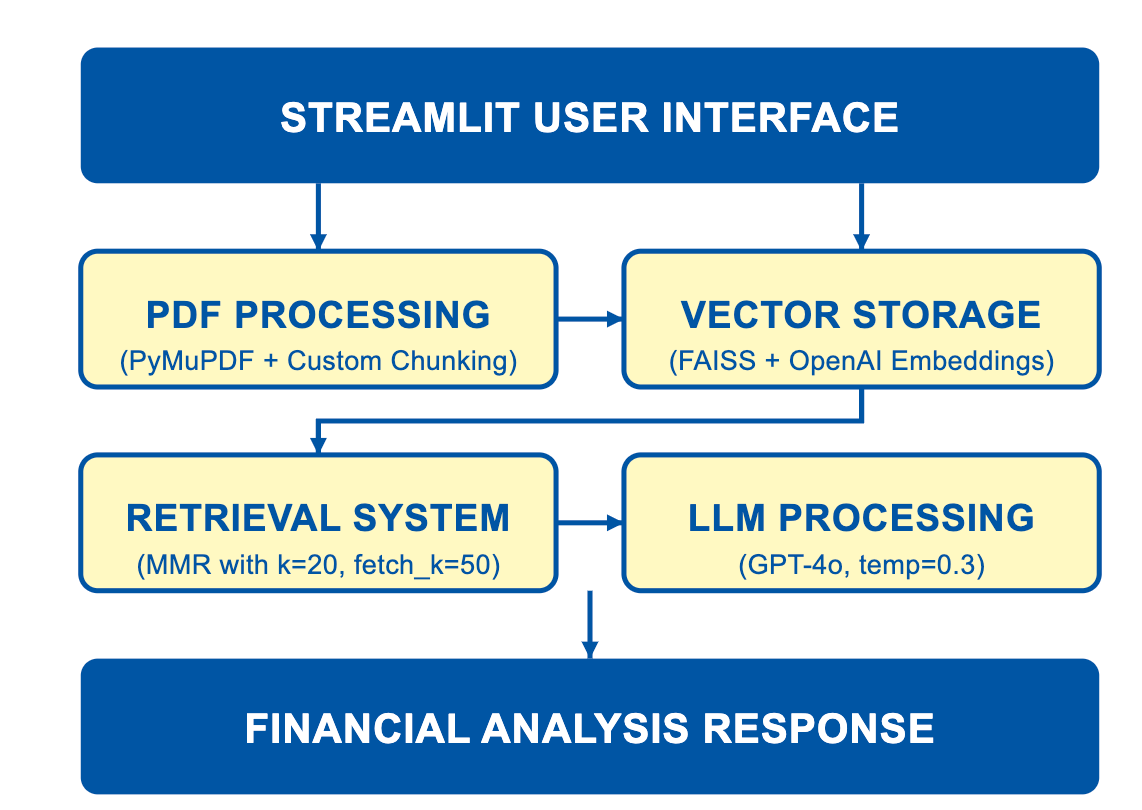 STREAMLIT USER INTERFACE
PDF PROCESSING
(PyMuPDF + Custom Chunking)
VECTOR STORAGE
(FAISS + OpenAI Embeddings)
RETRIEVAL SYSTEM
(MMR with k=20, fetch_k=50)
LLM PROCESSING
(GPT-4o, temp=0.3)
FINANCIAL ANALYSIS RESPONSE